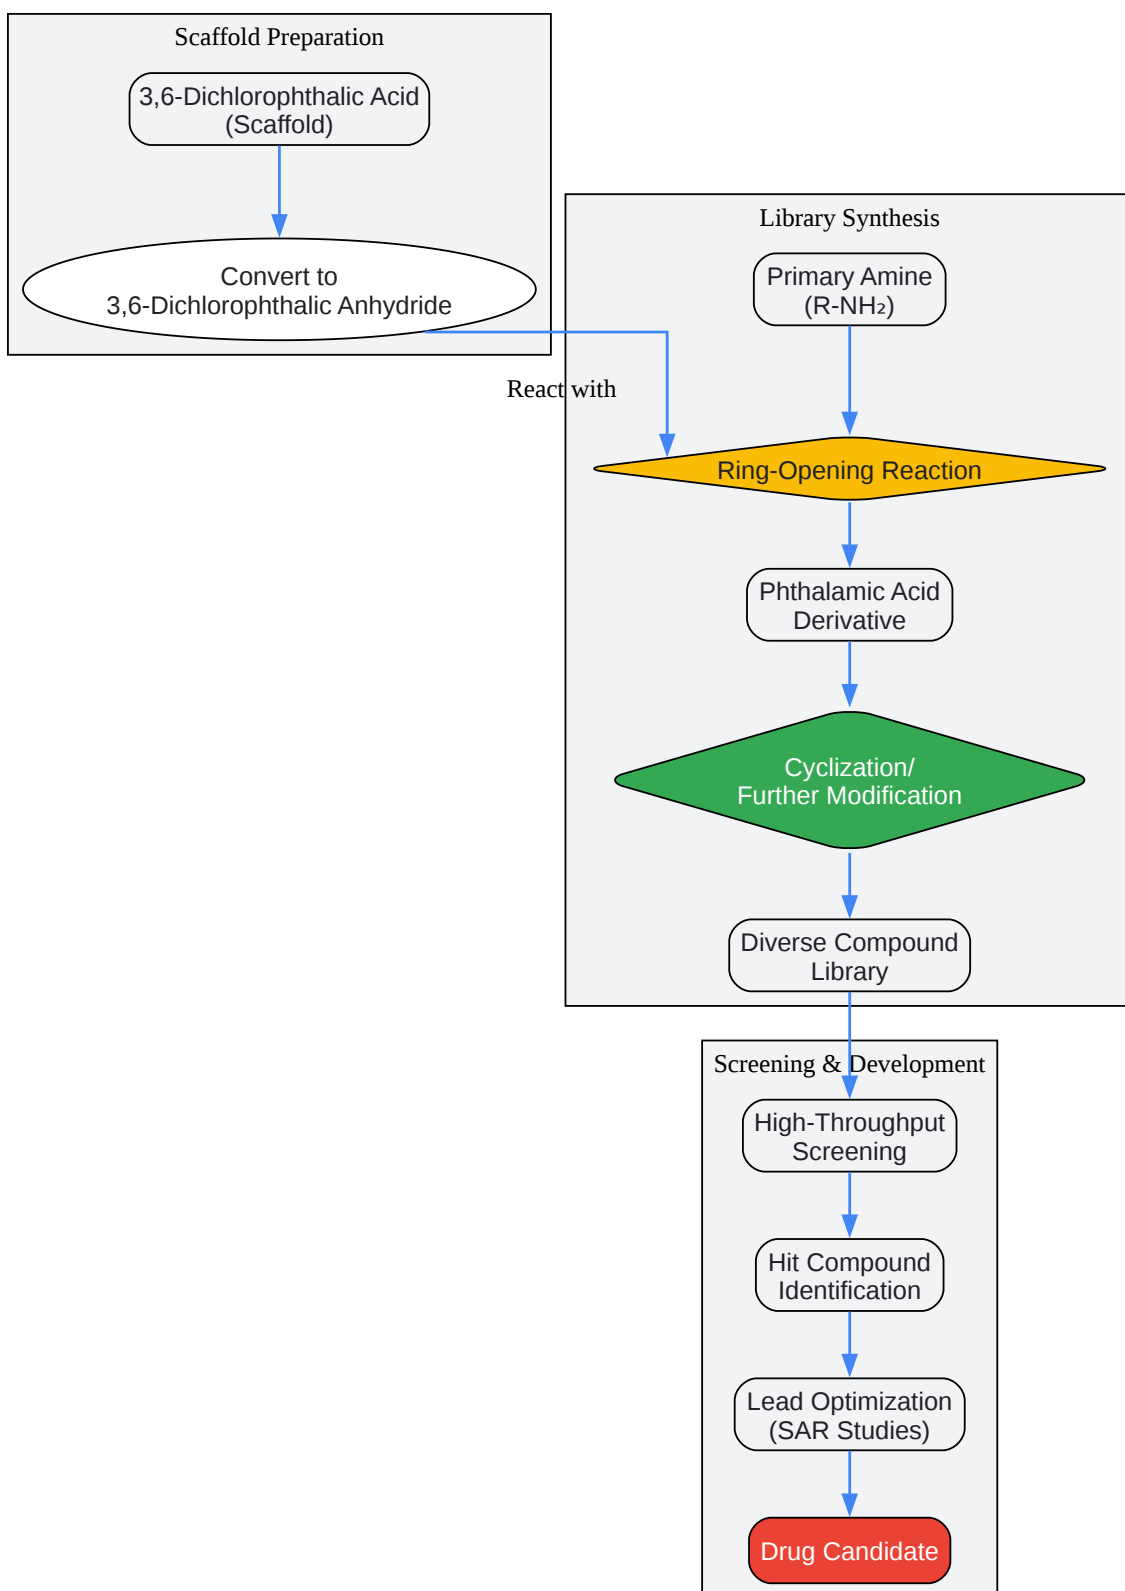 Scaffold Preparation
3,6-Dichlorophthalic Acid
(Scaffold)
Convert to
3,6-Dichlorophthalic Anhydride
React with
Library Synthesis
Primary Amine
(R-NH₂)
Ring-Opening Reaction
Phthalamic Acid
Derivative
Cyclization/
Further Modification
Diverse Compound
Library
Screening & Development
High-Throughput
Screening
Hit Compound
Identification
Lead Optimization
(SAR Studies)
Drug Candidate